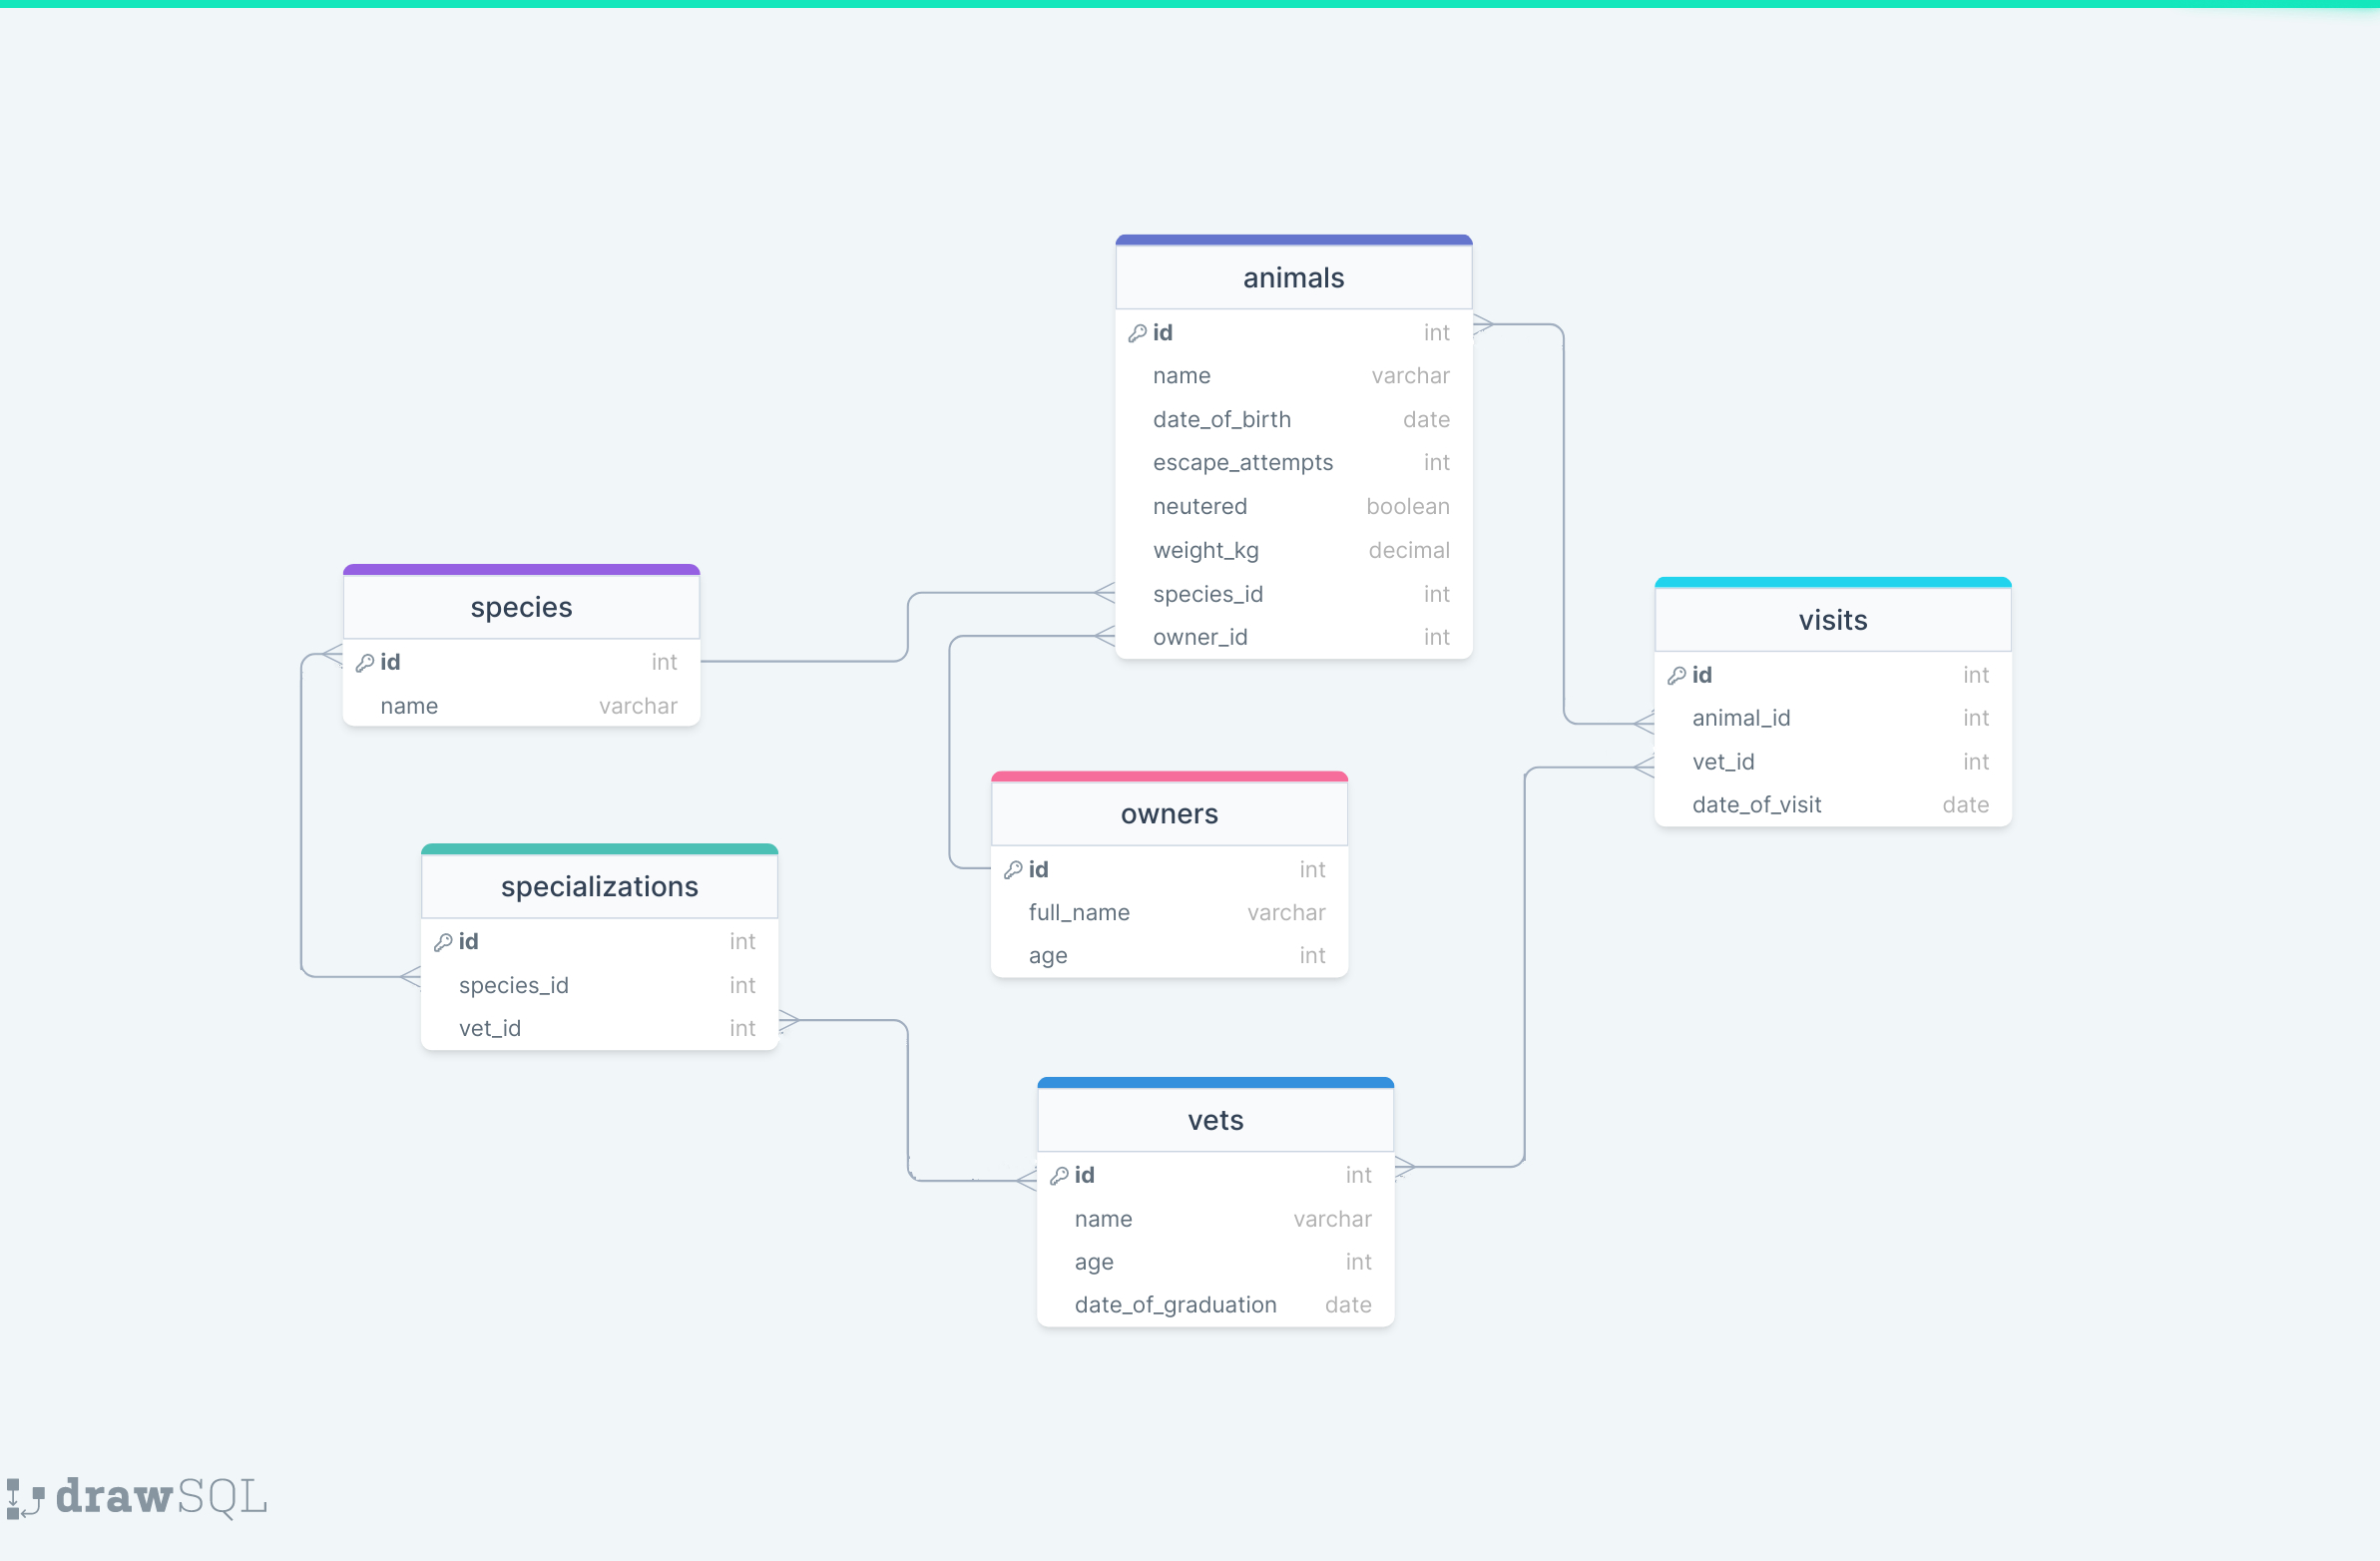 animals
id int
name varchar
date_of_birth date
escape_attempts int
neutered boolean
weight_kg decimal
species_id int
owner_id int
species
id int
name varchar
visits
id int
animal_id int
vet_id int
date_of_visit date
owners
id int
full_name varchar
age int
specializations
id int
species_id int
vet_id int
vets
id int
name varchar
age int
date_of_graduation date
drawSQL